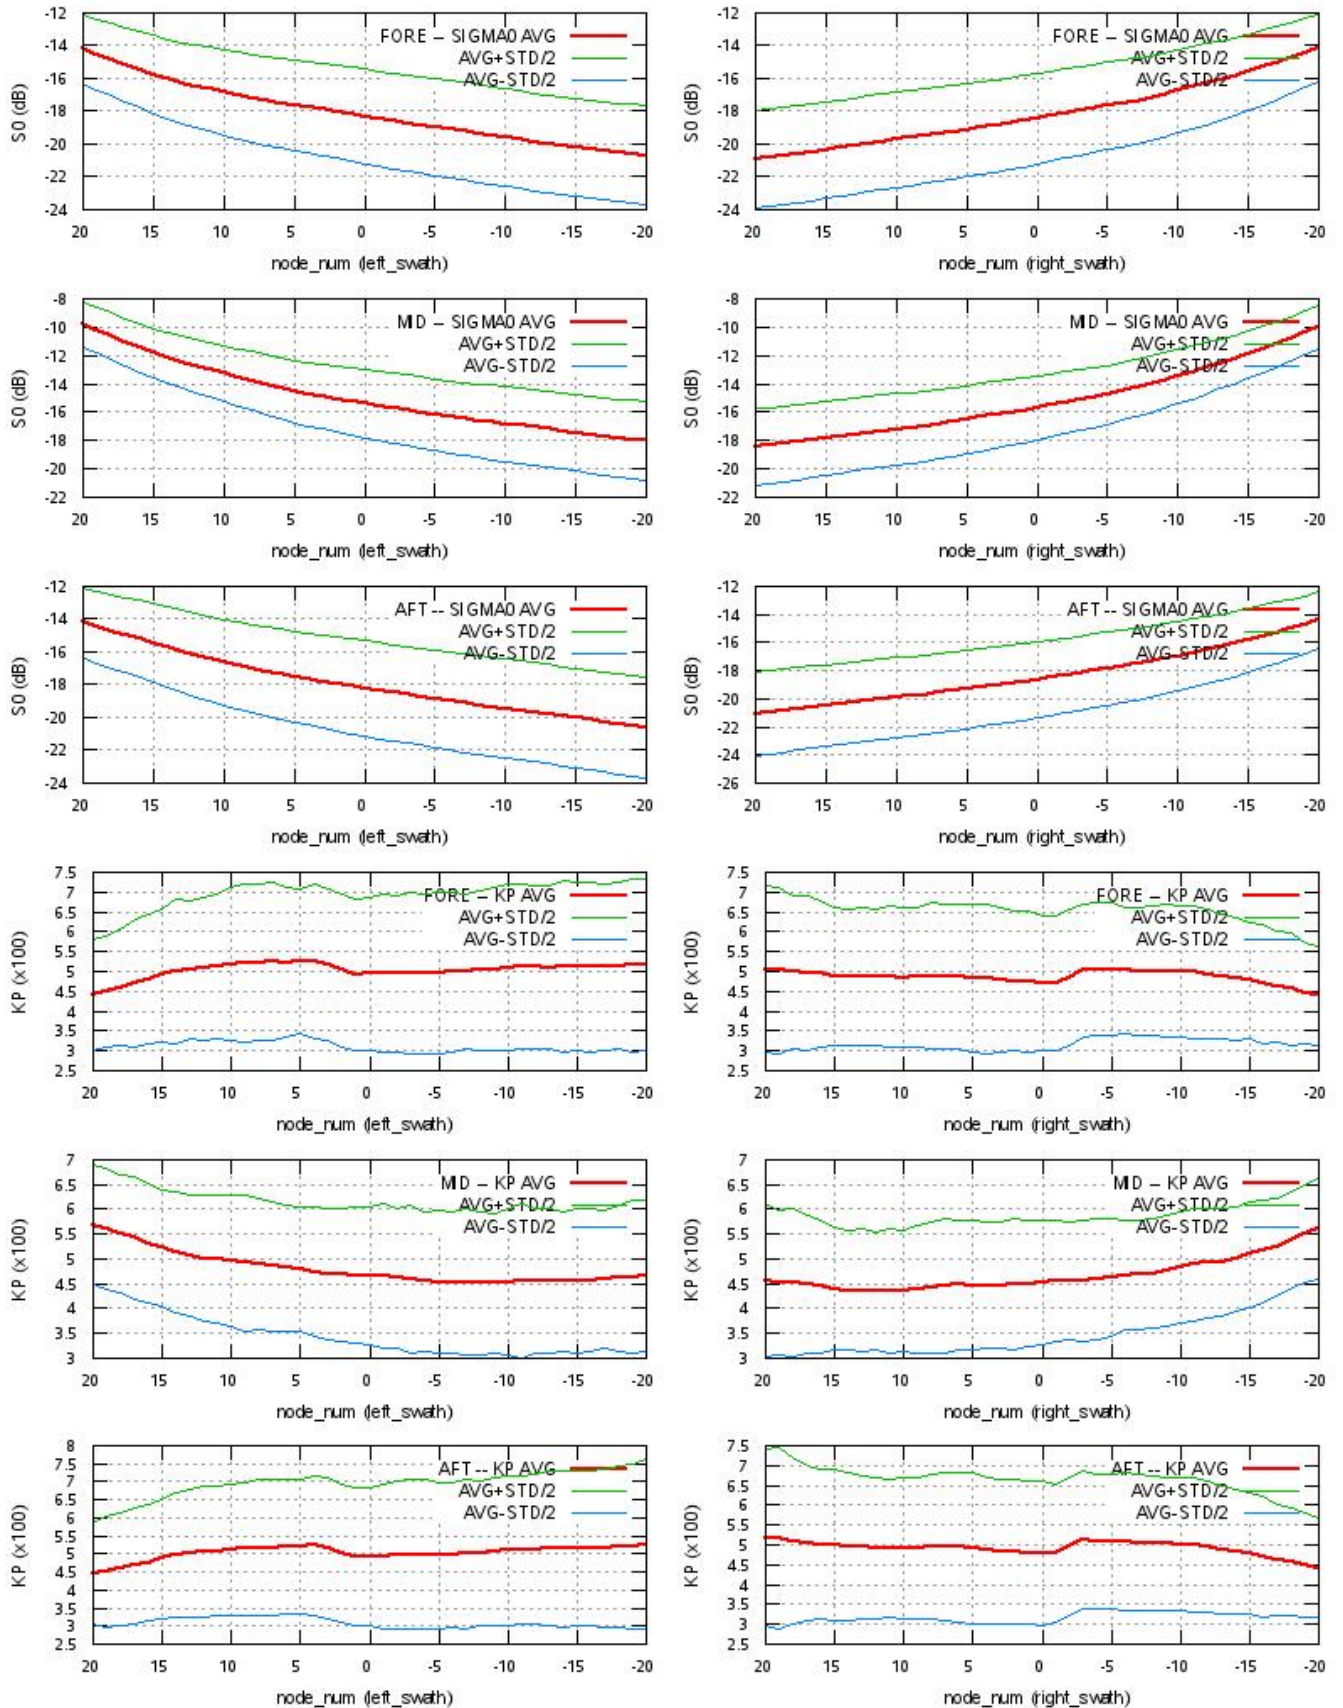 FORE -- SIGMA0 AVG
AVG+STD/2
AVG-STD/2
S0 (dB)
-12
-14
-16
-18
-20
-22
-24
20 15 10 5 0 -5 -10 -15 -20
node_num (left_swath)
FORE -- SIGMA0 AVG
AVG+STD/2
AVG-STD/2
S0 (dB)
-12
-14
-16
-18
-20
-22
-24
20 15 10 5 0 -5 -10 -15 -20
node_num (right_swath)
MID -- SIGMA0 AVG
AVG+STD/2
AVG-STD/2
S0 (dB)
-8
-10
-12
-14
-16
-18
-20
-22
20 15 10 5 0 -5 -10 -15 -20
node_num (left_swath)
MID -- SIGMA0 AVG
AVG+STD/2
AVG-STD/2
S0 (dB)
-8
-10
-12
-14
-16
-18
-20
-22
20 15 10 5 0 -5 -10 -15 -20
node_num (right_swath)
AFT -- SIGMA0 AVG
AVG+STD/2
AVG-STD/2
S0 (dB)
-12
-14
-16
-18
-20
-22
-24
20 15 10 5 0 -5 -10 -15 -20
node_num (left_swath)
AFT -- SIGMA0 AVG
AVG+STD/2
AVG-STD/2
S0 (dB)
-12
-14
-16
-18
-20
-22
-24
-26
20 15 10 5 0 -5 -10 -15 -20
node_num (right_swath)
FORE -- KP AVG
AVG+STD/2
AVG-STD/2
KP (x100)
7.5
7
6.5
6
5.5
5
4.5
4
3.5
3
2.5
20 15 10 5 0 -5 -10 -15 -20
node_num (left_swath)
FORE -- KP AVG
AVG+STD/2
AVG-STD/2
KP (x100)
7.5
7
6.5
6
5.5
5
4.5
4
3.5
3
2.5
20 15 10 5 0 -5 -10 -15 -20
node_num (right_swath)
MID -- KP AVG
AVG+STD/2
AVG-STD/2
KP (x100)
7
6.5
6
5.5
5
4.5
4
3.5
3
20 15 10 5 0 -5 -10 -15 -20
node_num (left_swath)
MID -- KP AVG
AVG+STD/2
AVG-STD/2
KP (x100)
7
6.5
6
5.5
5
4.5
4
3.5
3
20 15 10 5 0 -5 -10 -15 -20
node_num (right_swath)
AFT -- KP AVG
AVG+STD/2
AVG-STD/2
KP (x100)
8
7.5
7
6.5
6
5.5
5
4.5
4
3.5
3
2.5
20 15 10 5 0 -5 -10 -15 -20
node_num (left_swath)
AFT -- KP AVG
AVG+STD/2
AVG-STD/2
KP (x100)
7.5
7
6.5
6
5.5
5
4.5
4
3.5
3
2.5
20 15 10 5 0 -5 -10 -15 -20
node_num (right_swath)